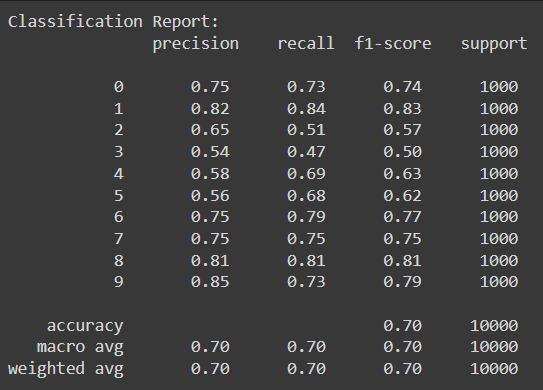 Classification Report:
precision recall f1-score support
0 0.75 0.73 0.74 1000
1 0.82 0.84 0.83 1000
2 0.65 0.51 0.57 1000
3 0.54 0.47 0.50 1000
4 0.58 0.69 0.63 1000
5 0.56 0.68 0.62 1000
6 0.75 0.79 0.77 1000
7 0.75 0.75 0.75 1000
8 0.81 0.81 0.81 1000
9 0.85 0.73 0.79 1000
accuracy 0.70 10000
macro avg 0.70 0.70 0.70 10000
weighted avg 0.70 0.70 0.70 10000